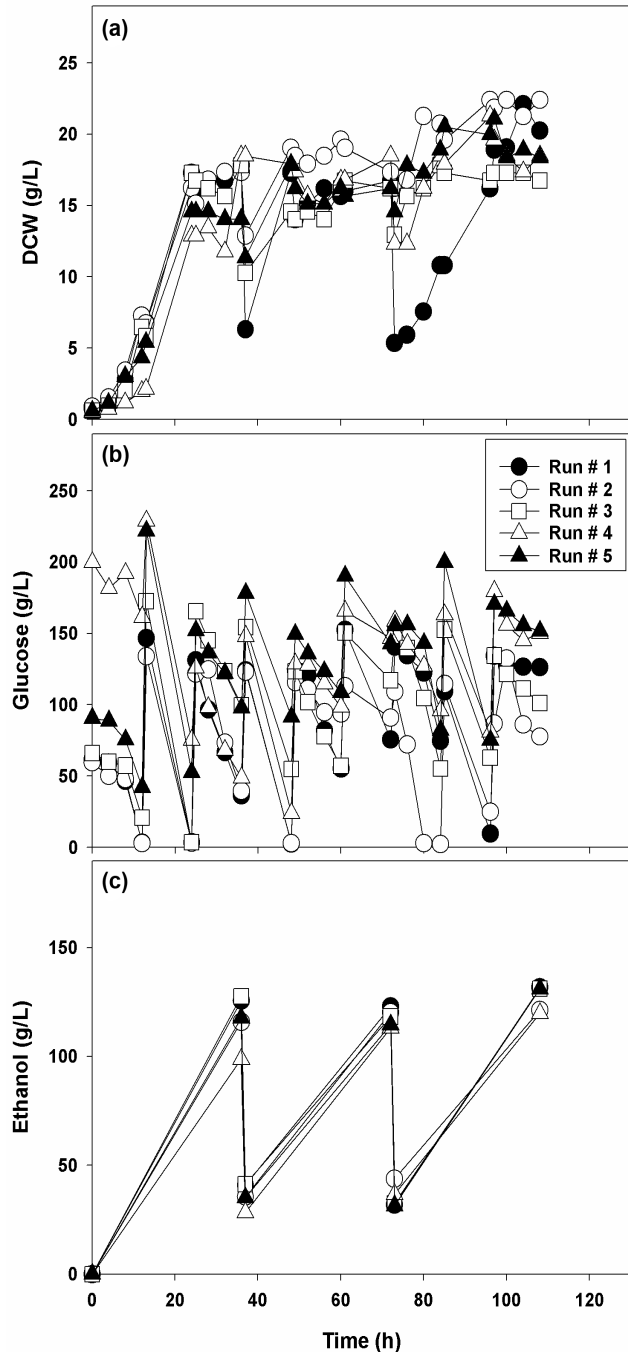 (a)
25
20
15
10
5
0
DCW (g/L)
(b)
Run # 1
Run # 2
Run # 3
Run # 4
Run # 5
250
200
150
100
50
0
Glucose (g/L)
(c)
150
100
50
0
Ethanol (g/L)
0 20 40 60 80 100 120
Time (h)